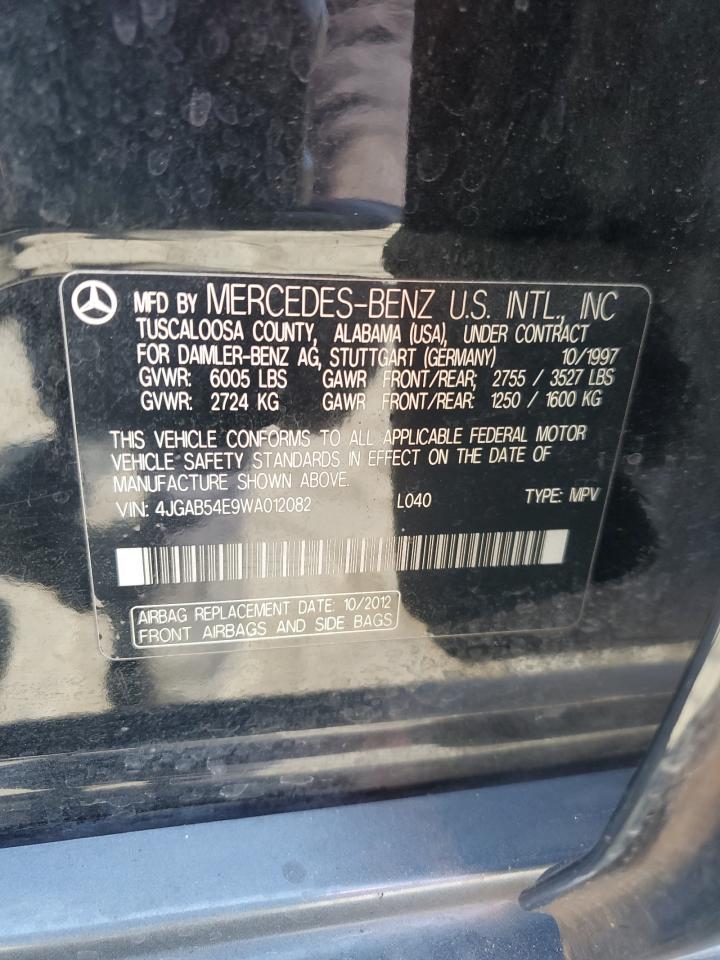 MFD BY MERCEDES-BENZ U.S. INTL., INC
TUSCALOOSA COUNTY, ALABAMA (USA), UNDER CONTRACT
FOR DAIMLER-BENZ AG, STUTTGART (GERMANY) 10/1997
GVWR: 6005 LBS GAWR FRONT/REAR; 2755 / 3527 LBS
GVWR: 2724 KG GAWR FRONT/REAR: 1250 / 1600 KG
THIS VEHICLE CONFORMS TO ALL APPLICABLE FEDERAL MOTOR
VEHICLE SAFETY STANDARDS IN EFFECT ON THE DATE OF
MANUFACTURE SHOWN ABOVE.
VIN: 4JGAB54E9WA012082 L040 TYPE: MPV
AIRBAG REPLACEMENT DATE: 10/2012
FRONT AIRBAGS AND SIDE BAGS